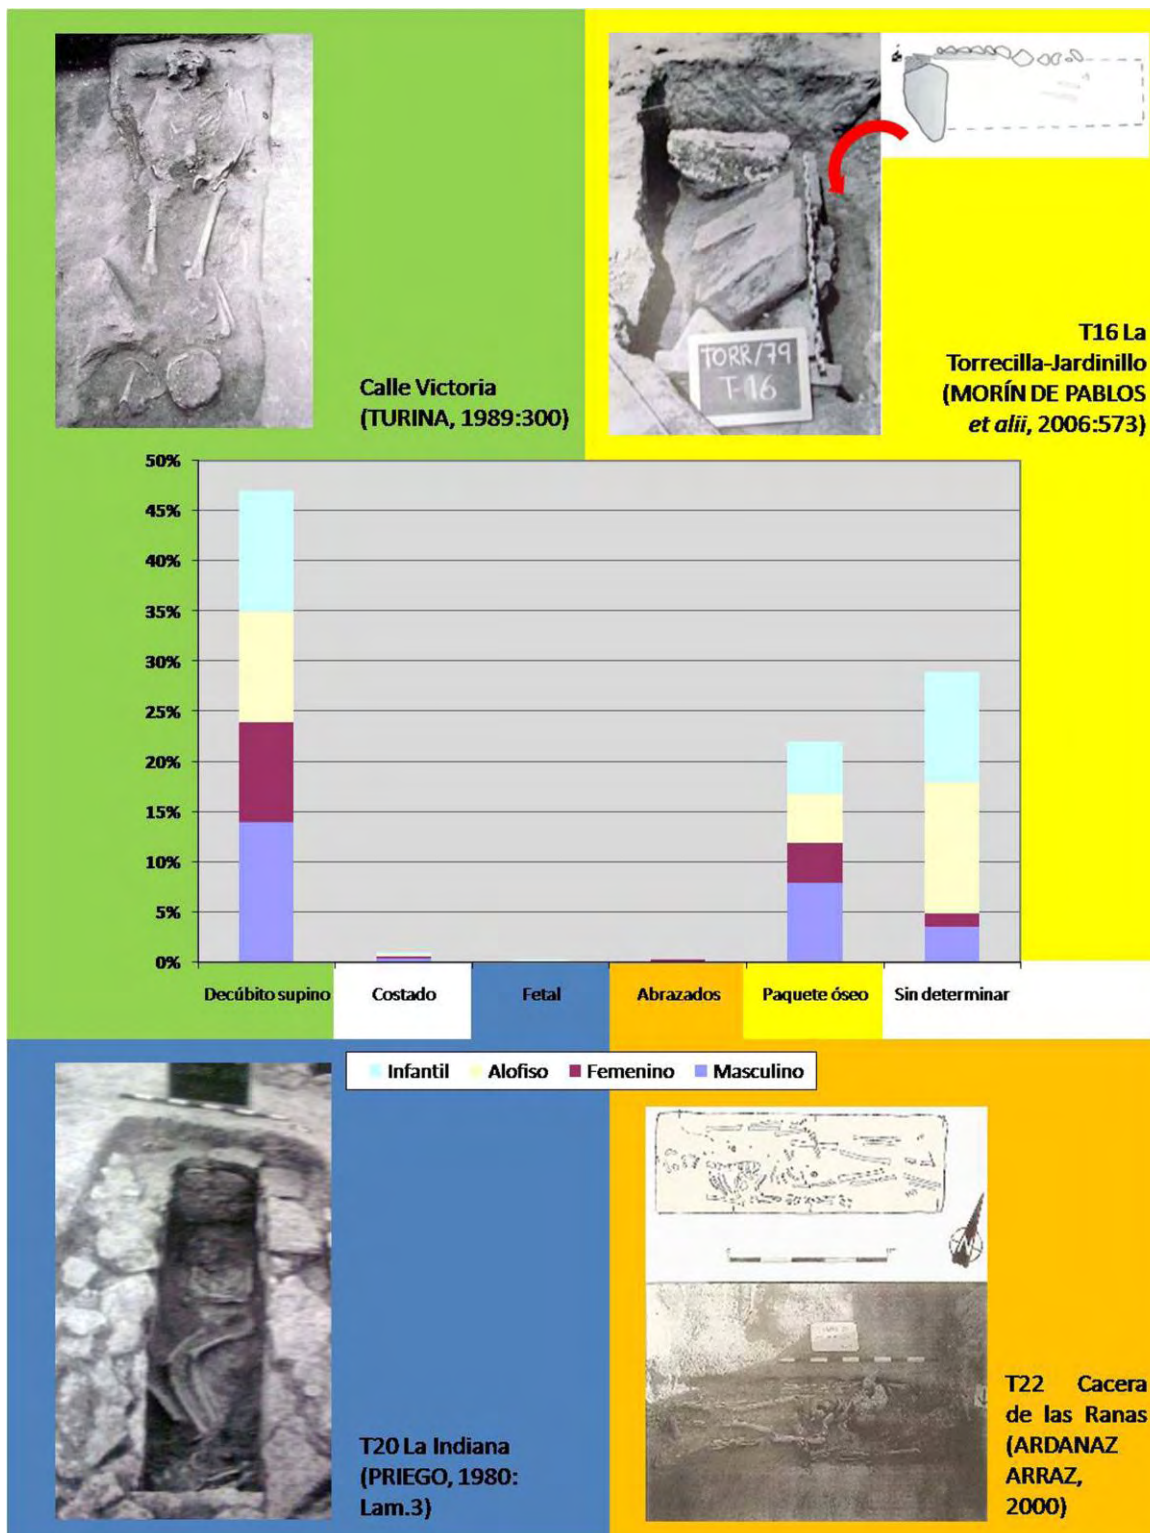 TORR/79
T-16
Calle Victoria
(TURINA, 1989:300)
T16 La
Torrecilla-Jardinillo
(MORÍN DE PABLOS
et alii, 2006:573)
50%
45%
40%
35%
30%
25%
20%
15%
10%
5%
0%
Decúbito supino
Costado
Fetal
Abrazados
Paquete óseo
Sin determinar
Infantil
Alofiso
Femenino
Masculino
T20 La Indiana
(PRIEGO, 1980:
Lam.3)
N
T22 Cacera
de las Ranas
(ARDANAZ
ARRAZ,
2000)